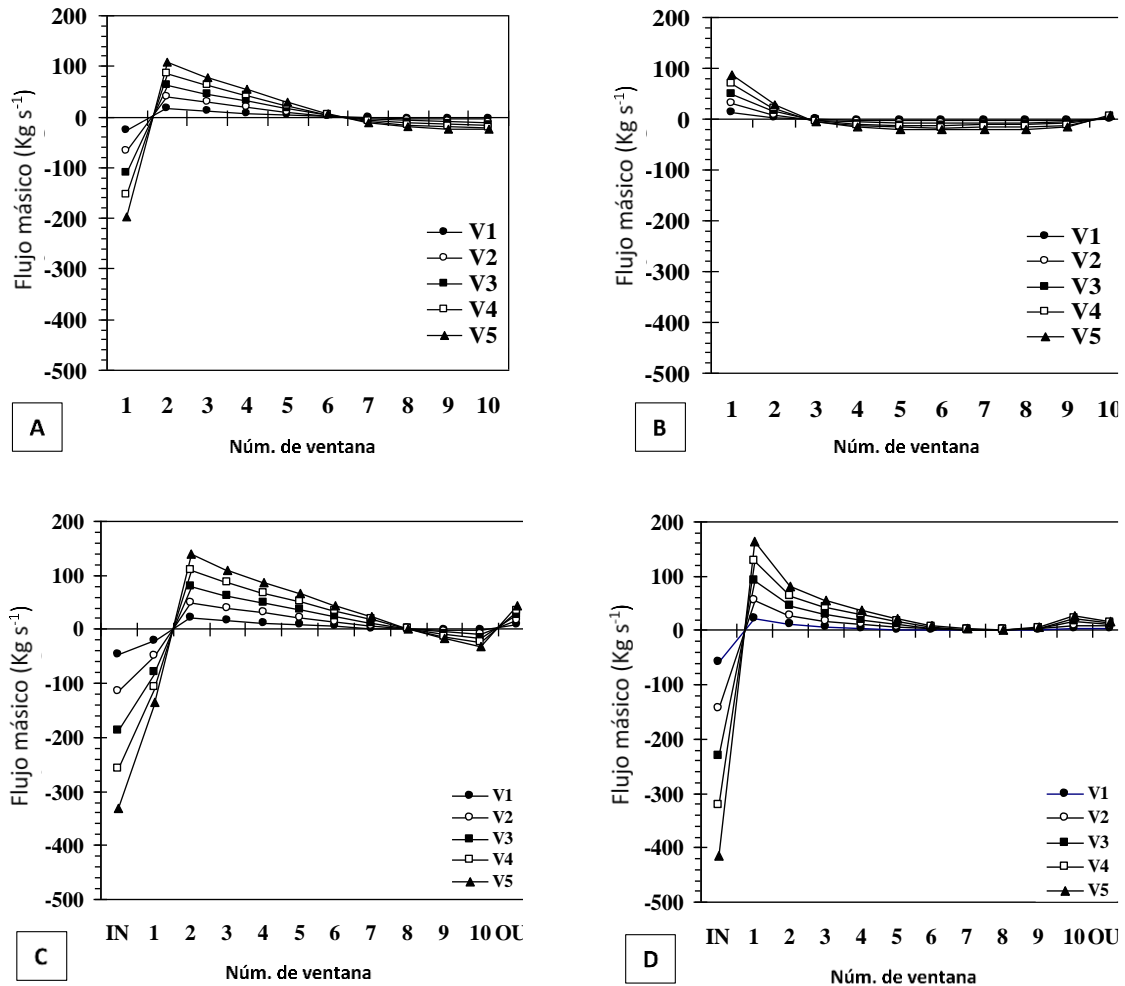 200
100
0
-100
-200
-300
-400
-500
Flujo másico (Kg s⁻¹)
V1
V2
V3
V4
V5
1 2 3 4 5 6 7 8 9 10
Núm. de ventana
A
200
100
0
-100
-200
-300
-400
-500
Flujo másico (Kg s⁻¹)
V1
V2
V3
V4
V5
1 2 3 4 5 6 7 8 9 10
Núm. de ventana
B
200
100
0
-100
-200
-300
-400
-500
Flujo másico (Kg s⁻¹)
V1
V2
V3
V4
V5
IN 1 2 3 4 5 6 7 8 9 10 OU
Núm. de ventana
C
200
100
0
-100
-200
-300
-400
-500
Flujo másico (Kg s⁻¹)
V1
V2
V3
V4
V5
IN 1 2 3 4 5 6 7 8 9 10 OU
Núm. de ventana
D